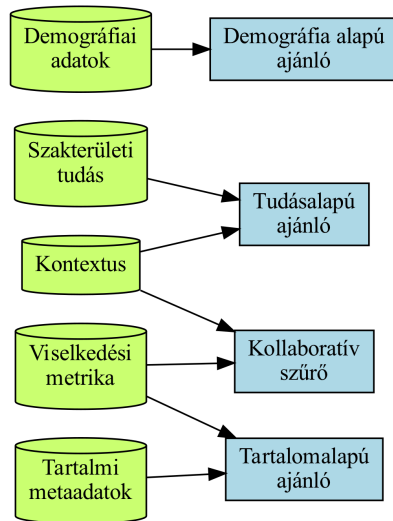 Demográfiai
adatok
Demográfia alapú
ajánló
Szakterületi
tudás
Tudásalapú
ajánló
Kontextus
Viselkedési
metrika
Kollaboratív
szűrő
Tartalmi
metaadatok
Tartalomalapú
ajánló